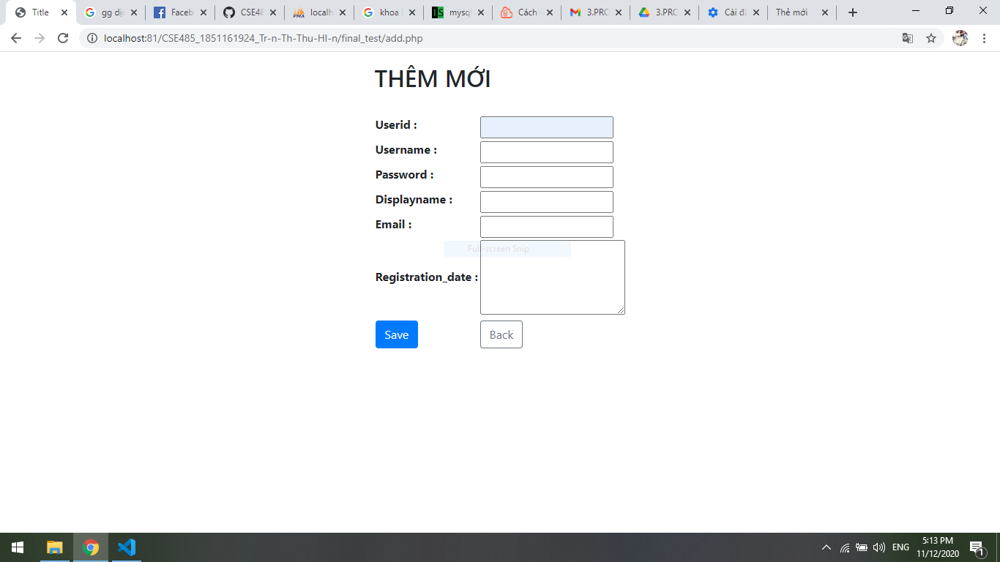 Title
gg dịc
Faceb
CSE48
localh
khoa
mysq
Cách
3.PRC
3.PRC
Cài đặ
Thẻ mới
localhost:81/CSE485_1851161924_Tr-n-Th-Thu-HI-n/final_test/add.php
THÊM MỚI
Userid :
Username :
Password :
Displayname :
Email :
Full-screen Snip
Registration_date :
Save
Back
ENG
5:13 PM
11/12/2020
1